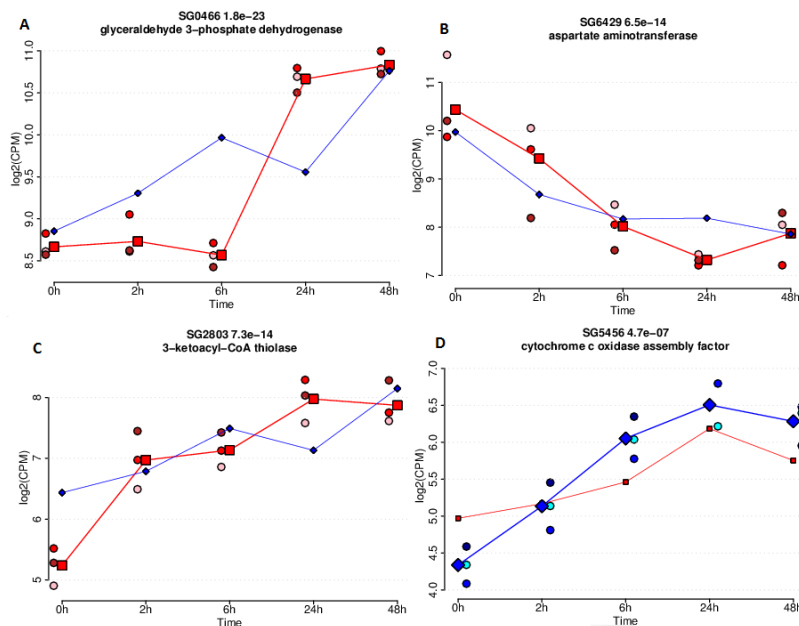 A
SG0466 1.8e−23
glyceraldehyde 3−phosphate dehydrogenase
log2(CPM)
11.0
10.5
10.0
9.5
9.0
8.5
0h 2h 6h 24h 48h
Time
B
SG6429 6.5e−14
aspartate aminotransferase
log2(CPM)
11
10
9
8
7
0h 2h 6h 24h 48h
Time
C
SG2803 7.3e−14
3−ketoacyl−CoA thiolase
log2(CPM)
8
7
6
5
0h 2h 6h 24h 48h
Time
D
SG5456 4.7e−07
cytochrome c oxidase assembly factor
log2(CPM)
7.0
6.5
6.0
5.5
5.0
4.5
4.0
0h 2h 6h 24h 48h
Time